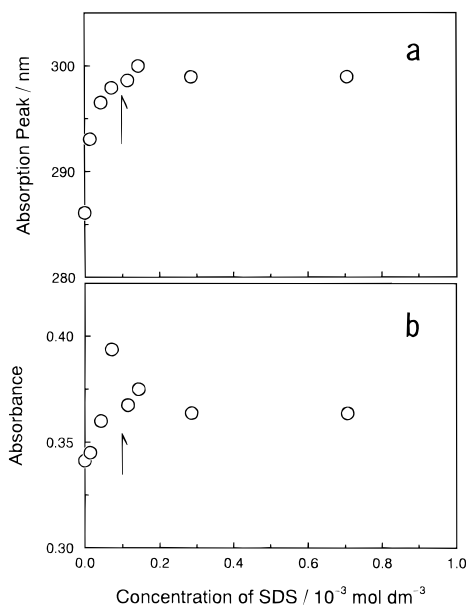 a
300
290
280
Absorption Peak / nm
b
0.40
0.35
0.30
Absorbance
0.0 0.2 0.4 0.6 0.8 1.0
Concentration of SDS / 10⁻³ mol dm⁻³